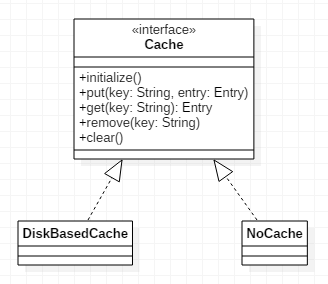 «interface»
Cache
+initialize()
+put(key: String, entry: Entry)
+get(key: String): Entry
+remove(key: String)
+clear()
DiskBasedCache
NoCache